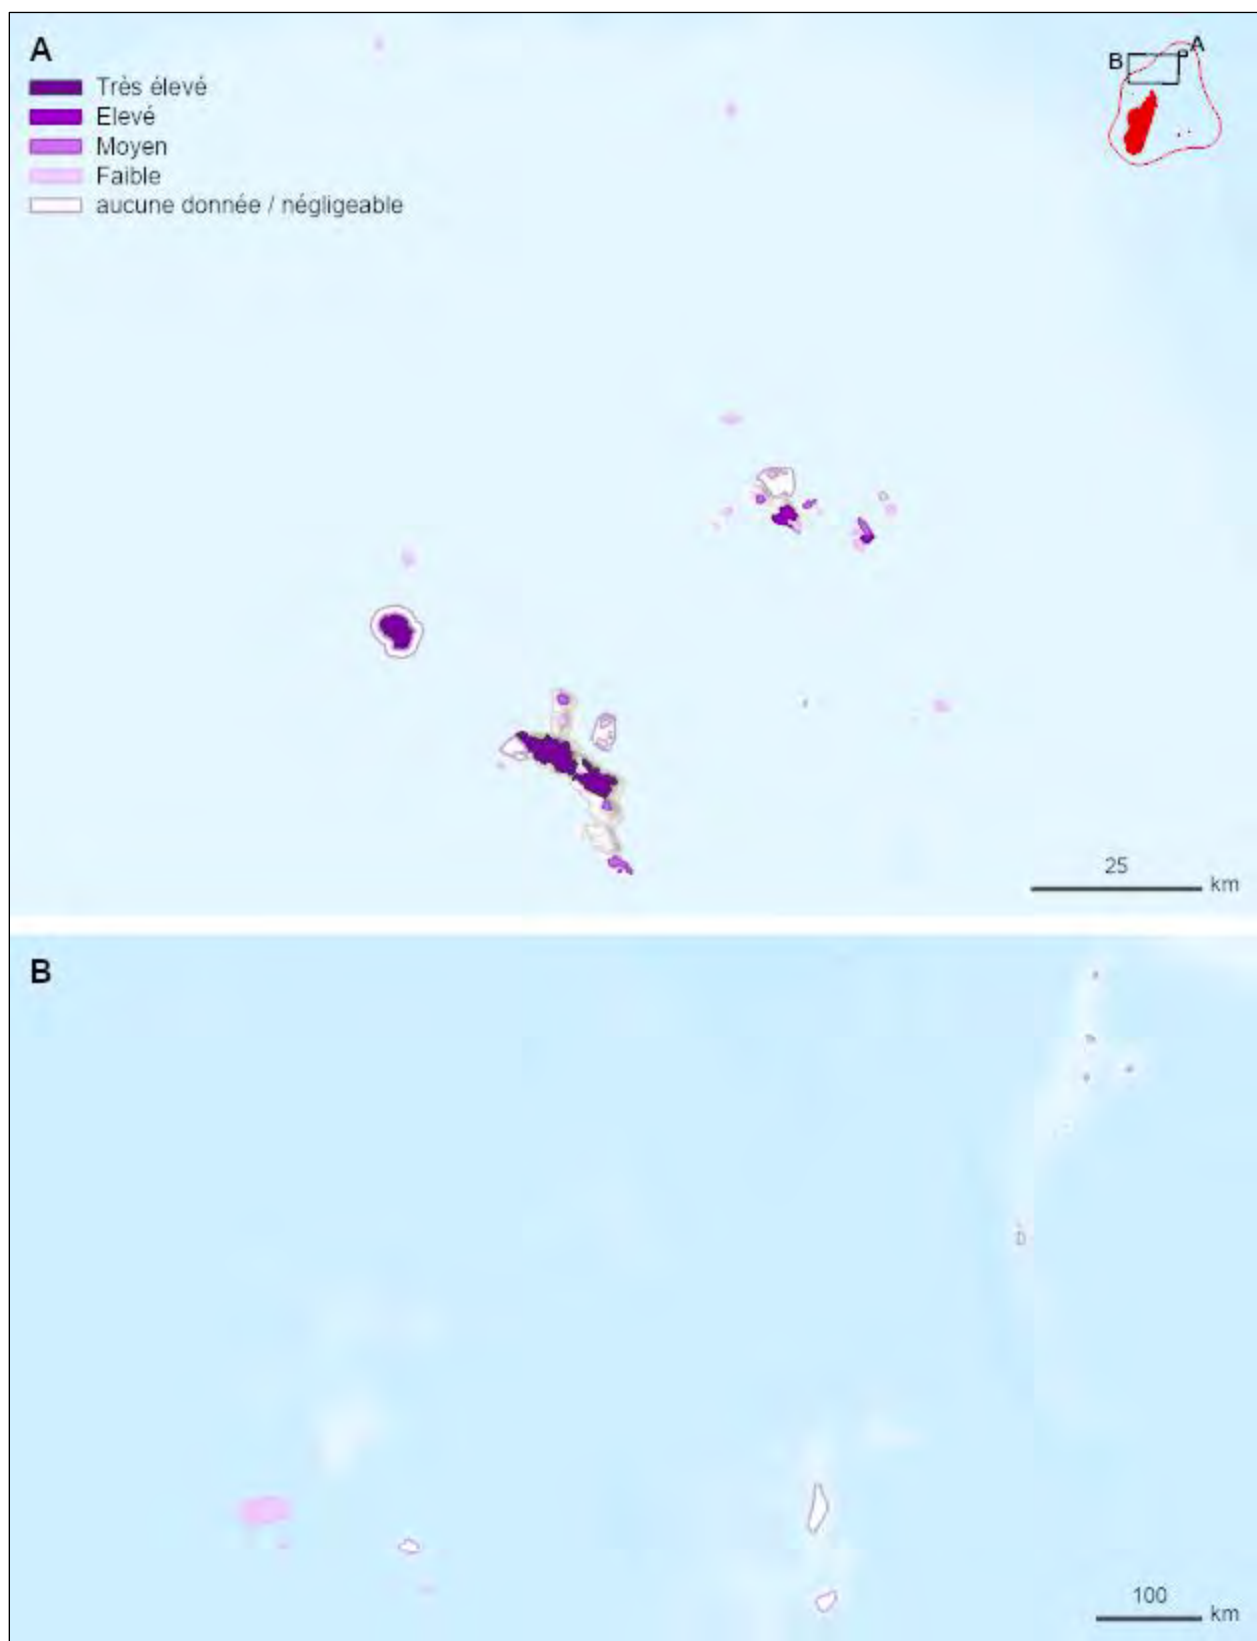 A
Très élevé
Elevé
Moyen
Faible
aucune donnée / négligeable
A
B
25
km
B
100
km